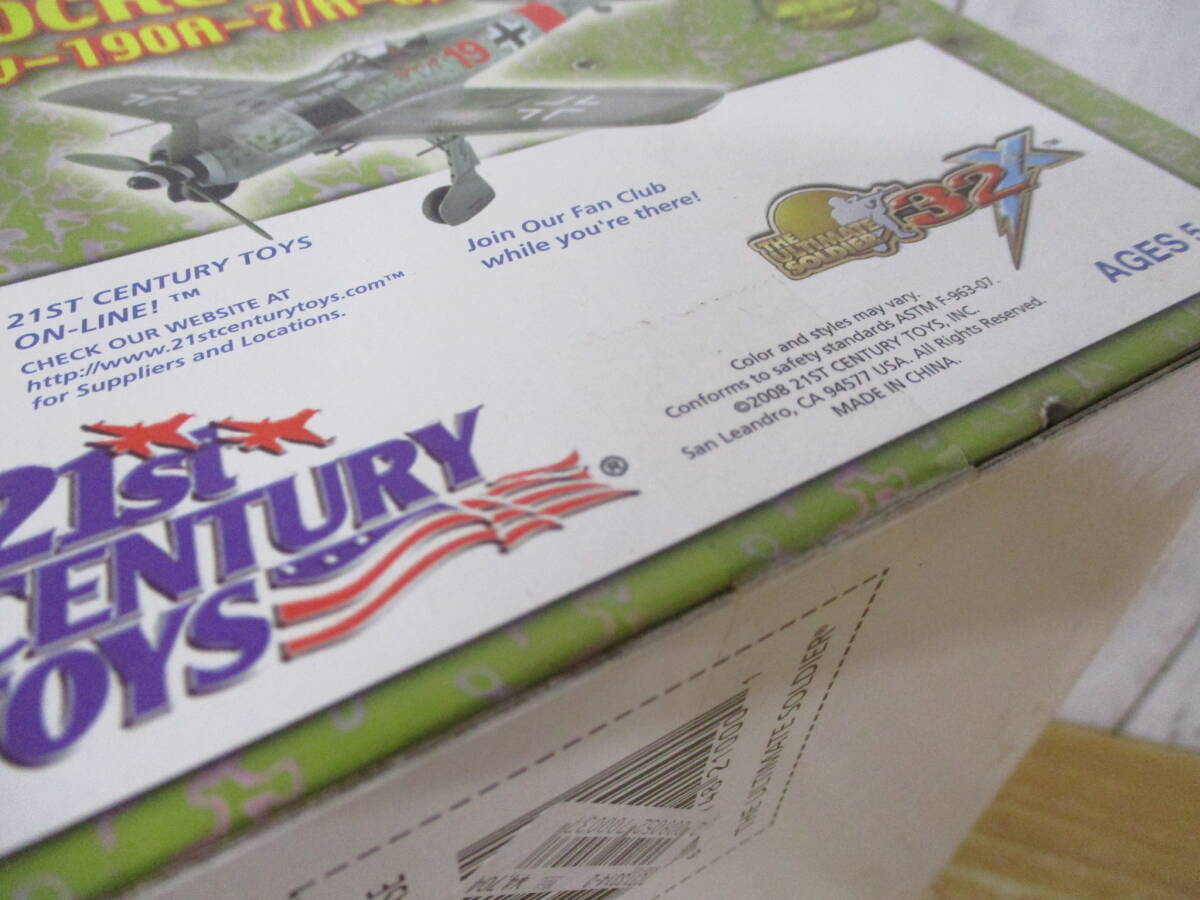 -190A-7/R-
19
21ST CENTURY TOYS
ON-LINE! ™
CHECK OUR WEBSITE AT
http://www.21stcenturytoys.com™
for Suppliers and Locations.
Join Our Fan Club
while you're there!
THE
ULTIMATE
SOLDIER
32X™
AGES 5
Color and styles may vary.
Conforms to safety standards ASTM F-963-07.
©2008 21ST CENTURY TOYS, INC.
San Leandro, CA 94577 USA. All Rights Reserved.
MADE IN CHINA.
21st
CENTURY
TOYS
®
THE ULTIMATE SOLDIER®